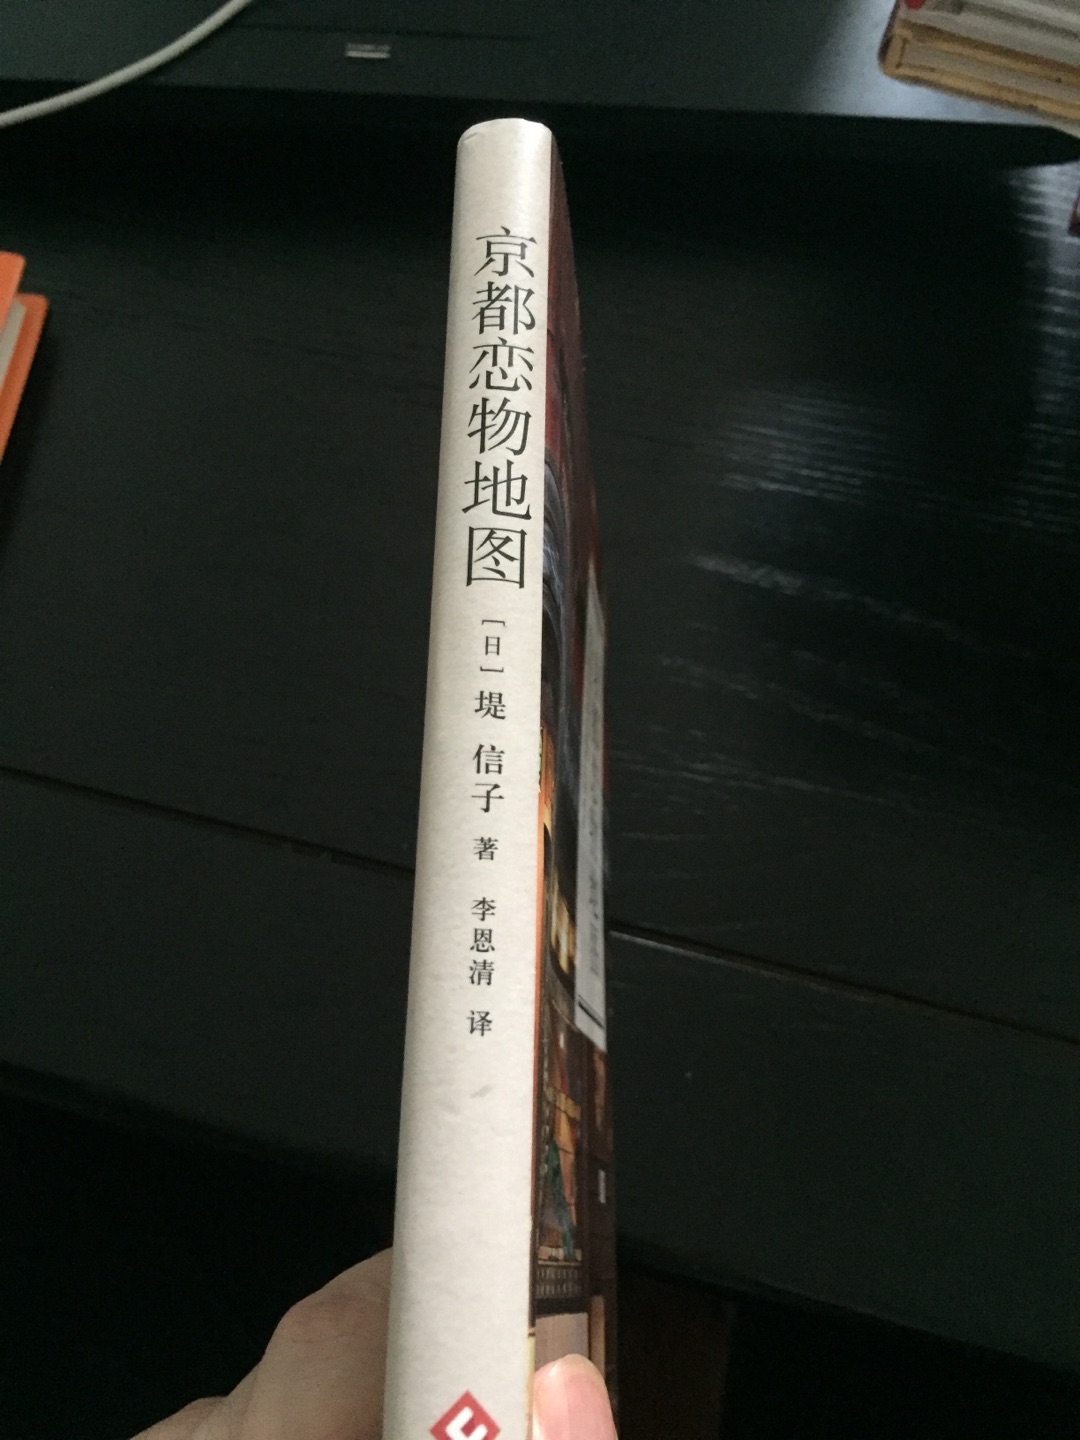 京都恋物地图
[日] 堤 信子 著 李恩清 译